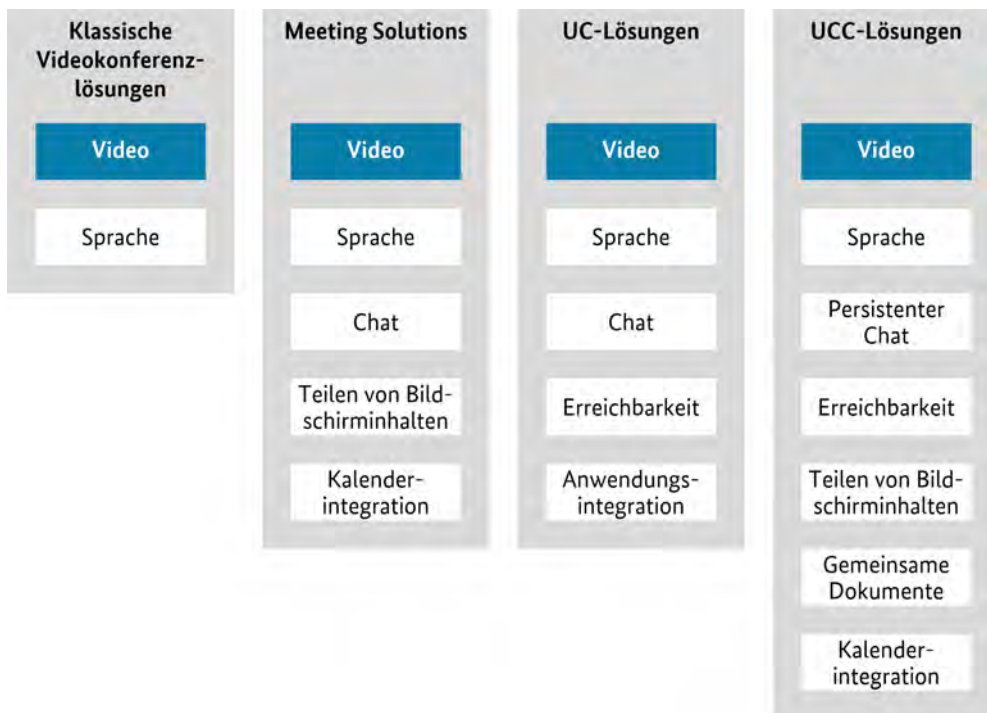 Klassische
Videokonferenz-
lösungen
Video
Sprache
Meeting Solutions
Video
Sprache
Chat
Teilen von Bild-
schirminhalten
Kalender-
integration
UC-Lösungen
Video
Sprache
Chat
Erreichbarkeit
Anwendungs-
integration
UCC-Lösungen
Video
Sprache
Persistenter
Chat
Erreichbarkeit
Teilen von Bild-
schirminhalten
Gemeinsame
Dokumente
Kalender-
integration